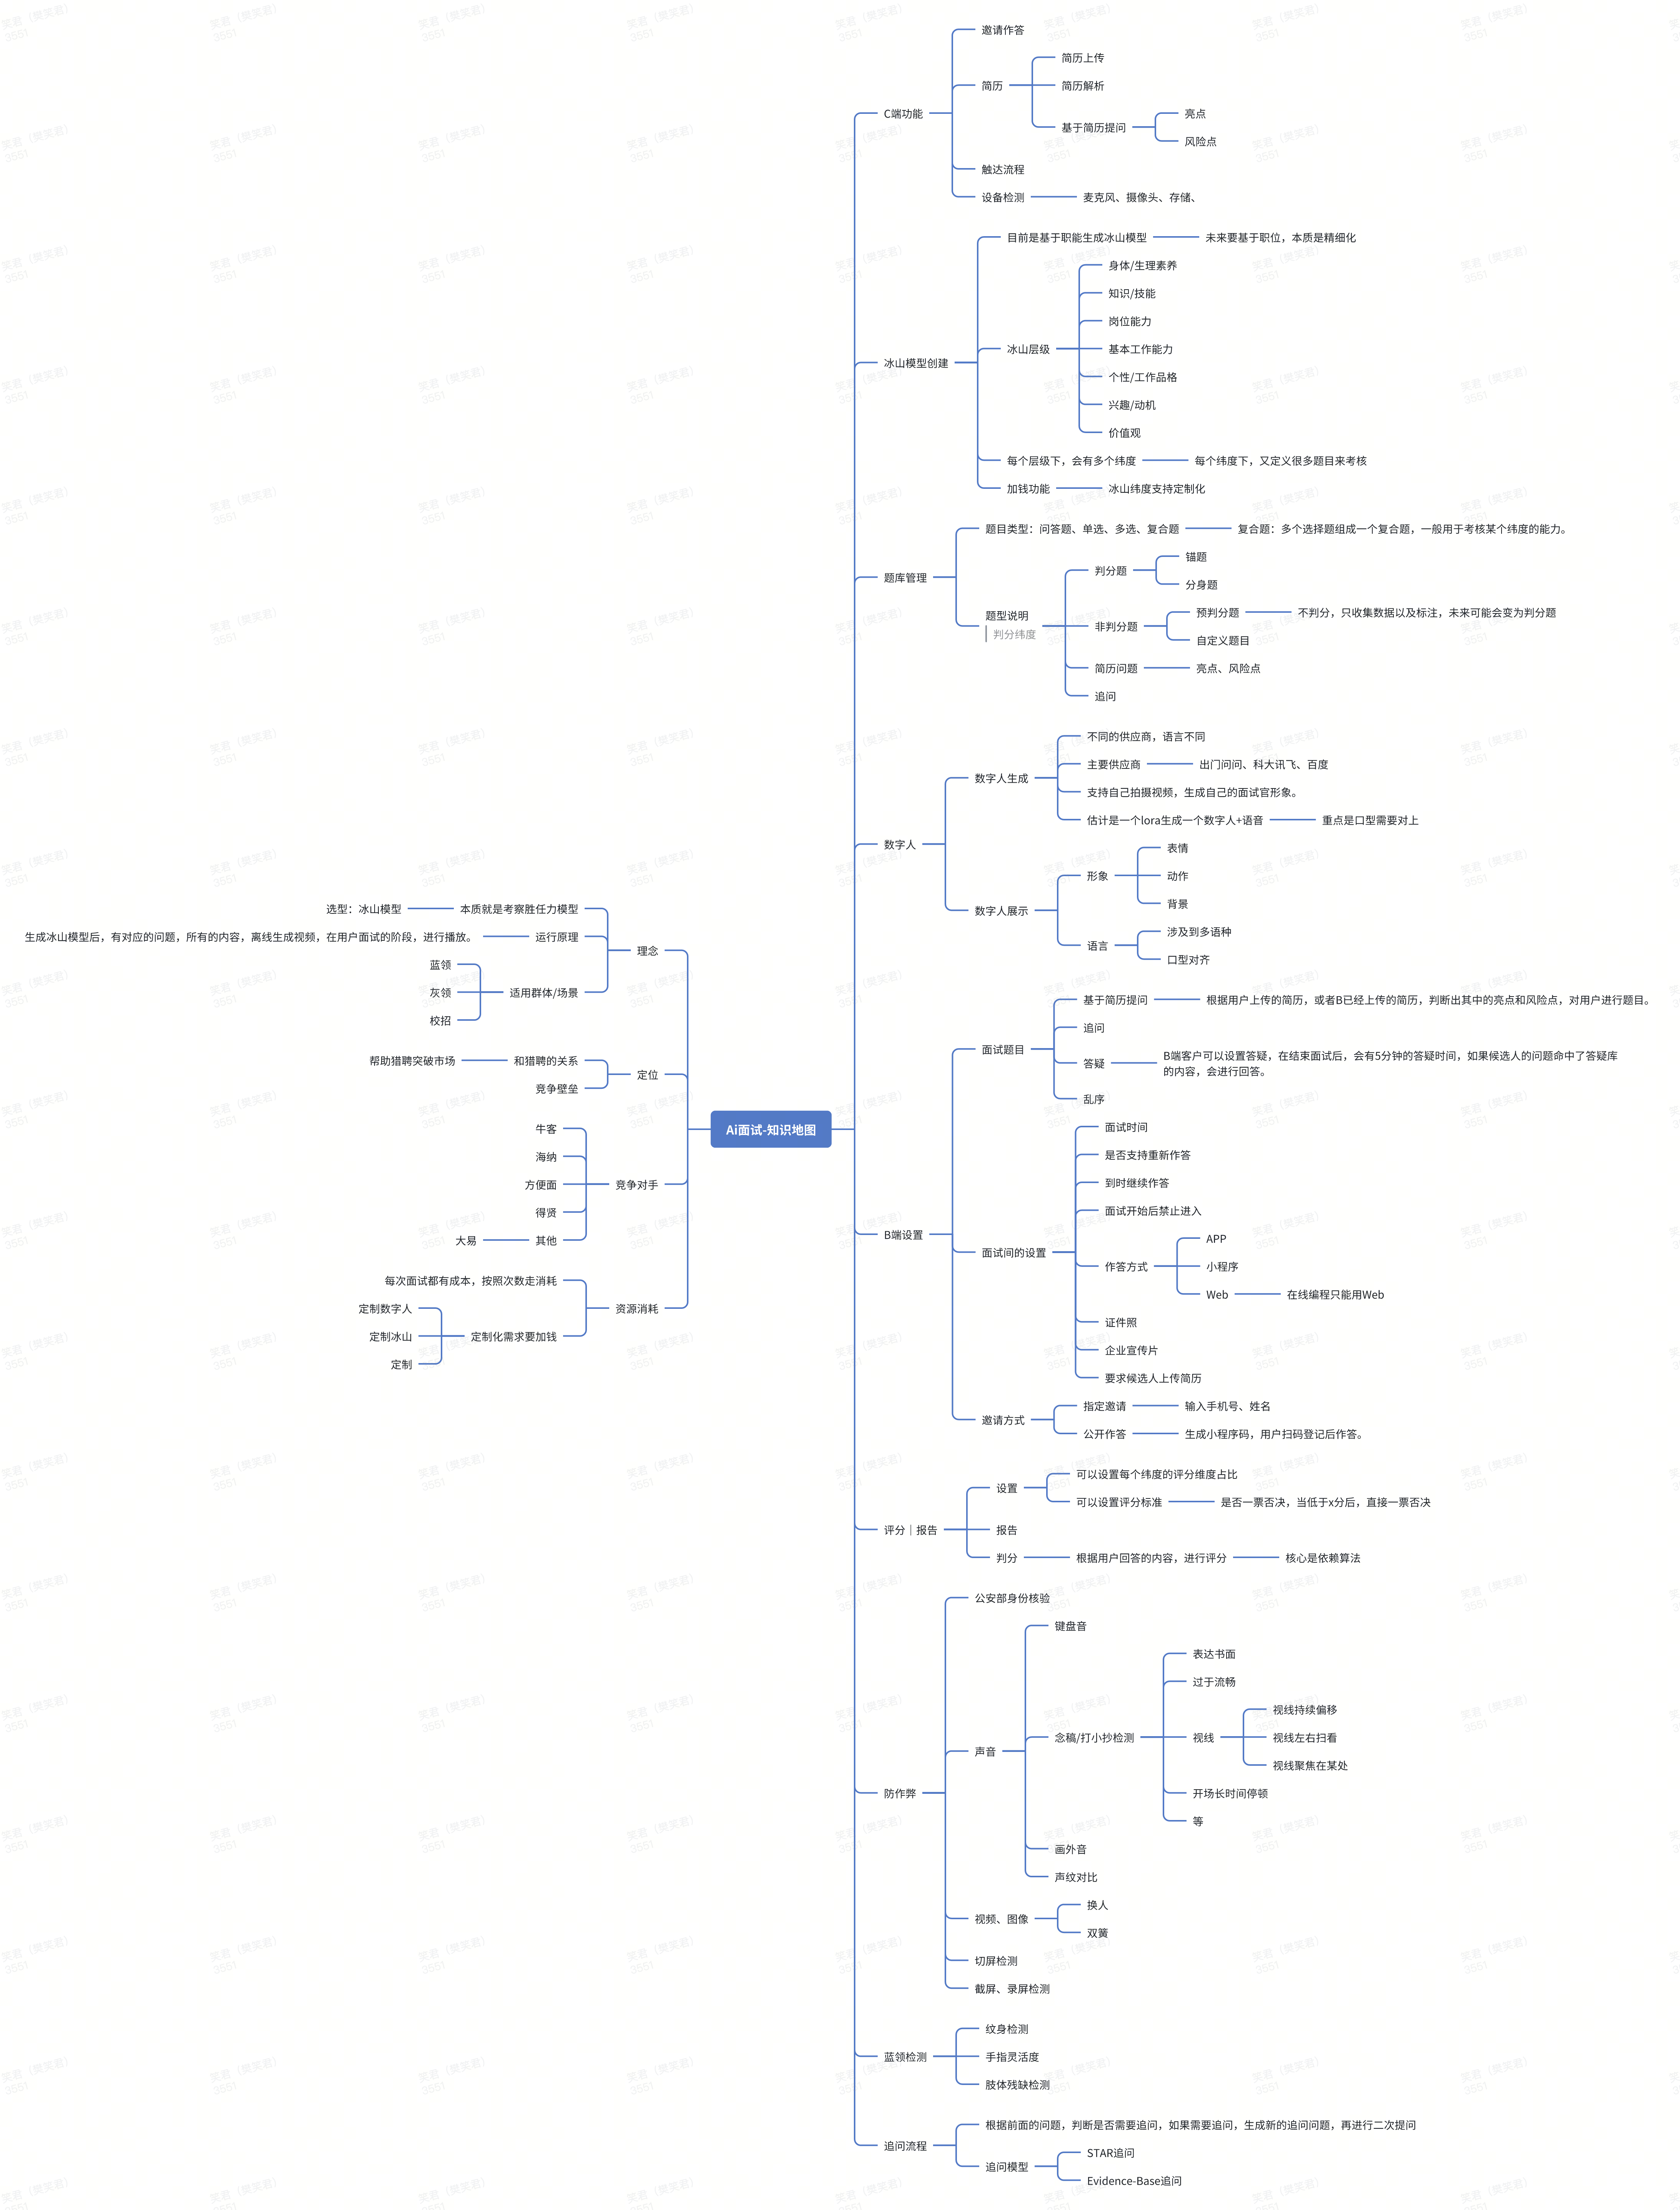 Ai面试-知识地图
理念
本质就是考察胜任力模型
选型：冰山模型
运行原理
生成冰山模型后，有对应的问题，所有的内容，离线生成视频，在用户面试的阶段，进行播放。
适用群体/场景
蓝领
灰领
校招
定位
和猎聘的关系
帮助猎聘突破市场
竞争壁垒
竞争对手
牛客
海纳
方便面
得贤
其他
大易
资源消耗
每次面试都有成本，按照次数走消耗
定制化需求要加钱
定制数字人
定制冰山
定制
C端功能
邀请作答
简历
简历上传
简历解析
基于简历提问
亮点
风险点
触达流程
设备检测
麦克风、摄像头、存储、
冰山模型创建
目前是基于职能生成冰山模型
未来要基于职位，本质是精细化
冰山层级
身体/生理素养
知识/技能
岗位能力
基本工作能力
个性/工作品格
兴趣/动机
价值观
每个层级下，会有多个纬度
每个纬度下，又定义很多题目来考核
加钱功能
冰山纬度支持定制化
题库管理
题目类型：问答题、单选、多选、复合题
复合题：多个选择题组成一个复合题，一般用于考核某个纬度的能力。
题型说明
判分纬度
判分题
锚题
分身题
非判分题
预判分题
不判分，只收集数据以及标注，未来可能会变为判分题
自定义题目
简历问题
亮点、风险点
追问
数字人
数字人生成
不同的供应商，语言不同
主要供应商
出门问问、科大讯飞、百度
支持自己拍摄视频，生成自己的面试官形象。
估计是一个lora生成一个数字人+语音
重点是口型需要对上
数字人展示
形象
表情
动作
背景
语言
涉及到多语种
口型对齐
B端设置
面试题目
基于简历提问
根据用户上传的简历，或者B已经上传的简历，判断出其中的亮点和风险点，对用户进行题目。
追问
答疑
B端客户可以设置答疑，在结束面试后，会有5分钟的答疑时间，如果候选人的问题命中了答疑库
的内容，会进行回答。
乱序
面试间的设置
面试时间
是否支持重新作答
到时继续作答
面试开始后禁止进入
作答方式
APP
小程序
Web
在线编程只能用Web
证件照
企业宣传片
要求候选人上传简历
邀请方式
指定邀请
输入手机号、姓名
公开作答
生成小程序码，用户扫码登记后作答。
评分｜报告
设置
可以设置每个纬度的评分维度占比
可以设置评分标准
是否一票否决，当低于x分后，直接一票否决
报告
判分
根据用户回答的内容，进行评分
核心是依赖算法
防作弊
公安部身份核验
声音
键盘音
念稿/打小抄检测
表达书面
过于流畅
视线
视线持续偏移
视线左右扫看
视线聚焦在某处
开场长时间停顿
等
画外音
声纹对比
视频、图像
换人
双簧
切屏检测
截屏、录屏检测
蓝领检测
纹身检测
手指灵活度
肢体残缺检测
追问流程
根据前面的问题，判断是否需要追问，如果需要追问，生成新的追问问题，再进行二次提问
追问模型
STAR追问
Evidence-Base追问
笑君（樊笑君）
3551